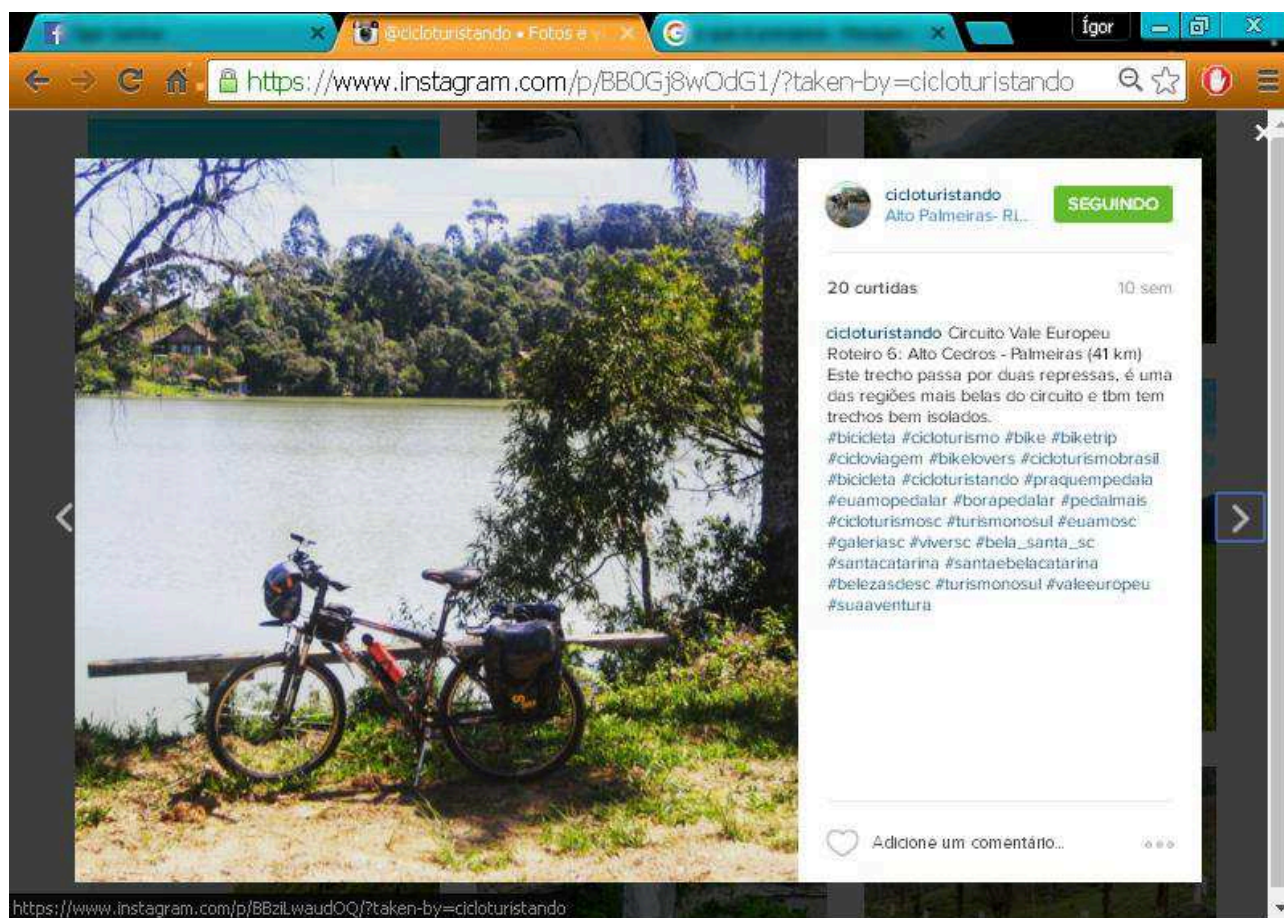 @cicloturistando • Fotos e v
Ígor
https://www.instagram.com/p/BB0Gj8wOdG1/?taken-by=cicloturistando
cicloturistando
Alto Palmeiras- Ri...
SEGUINDO
20 curtidas
10 sem
cicloturistando Circuito Vale Europeu
Roteiro 6: Alto Cedros - Palmeiras (41 km)
Este trecho passa por duas repressas, é uma
das regiões mais belas do circuito e tbm tem
trechos bem isolados.
#bicicleta #cicloturismo #bike #biketrip
#cicloviagem #bikelovers #cicloturismobrasil
#bicicleta #cicloturistando #praquempedala
#euamopedalar #borapedalar #pedalmais
#cicloturismosc #turismonosul #euamosc
#galeriasc #viversc #bela_santa_sc
#santacatarina #santaebelacatarina
#belezasdesc #turismonosul #valeeuropeu
#suaaventura
Adicione um comentário...
https://www.instagram.com/p/BBziLwaudOQ/?taken-by=cicloturistando